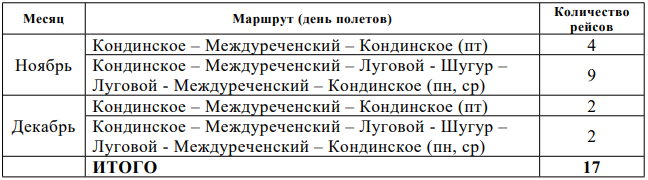 Месяц Маршрут (день полетов) Количество рейсов
Ноябрь
Кондинское – Междуреченский – Кондинское (пт) 4
Кондинское – Междуреченский – Луговой - Шугур –
Луговой - Междуреченский – Кондинское (пн, ср) 9
Декабрь
Кондинское – Междуреченский – Кондинское (пт) 2
Кондинское – Междуреченский – Луговой - Шугур –
Луговой - Междуреченский – Кондинское (пн, ср) 2
ИТОГО 17